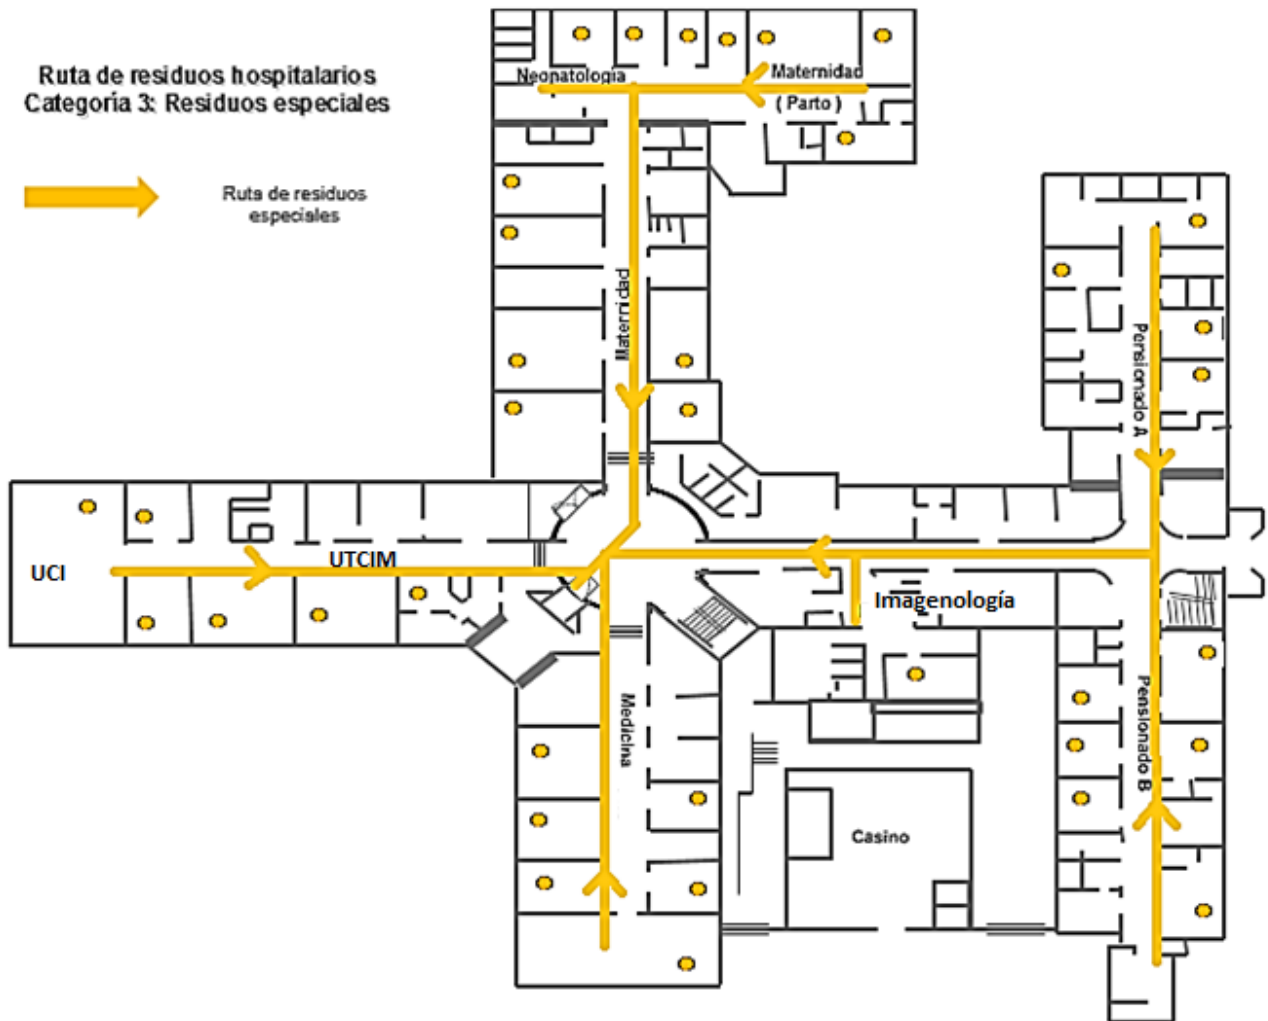 Ruta de residuos hospitalarios
Categoría 3: Residuos especiales
Ruta de residuos
especiales
Neonatología
Maternidad
( Parto )
Maternidad
Pensionado A
UCI
UTCIM
Imagenología
Medicina
Pensionado B
Casino